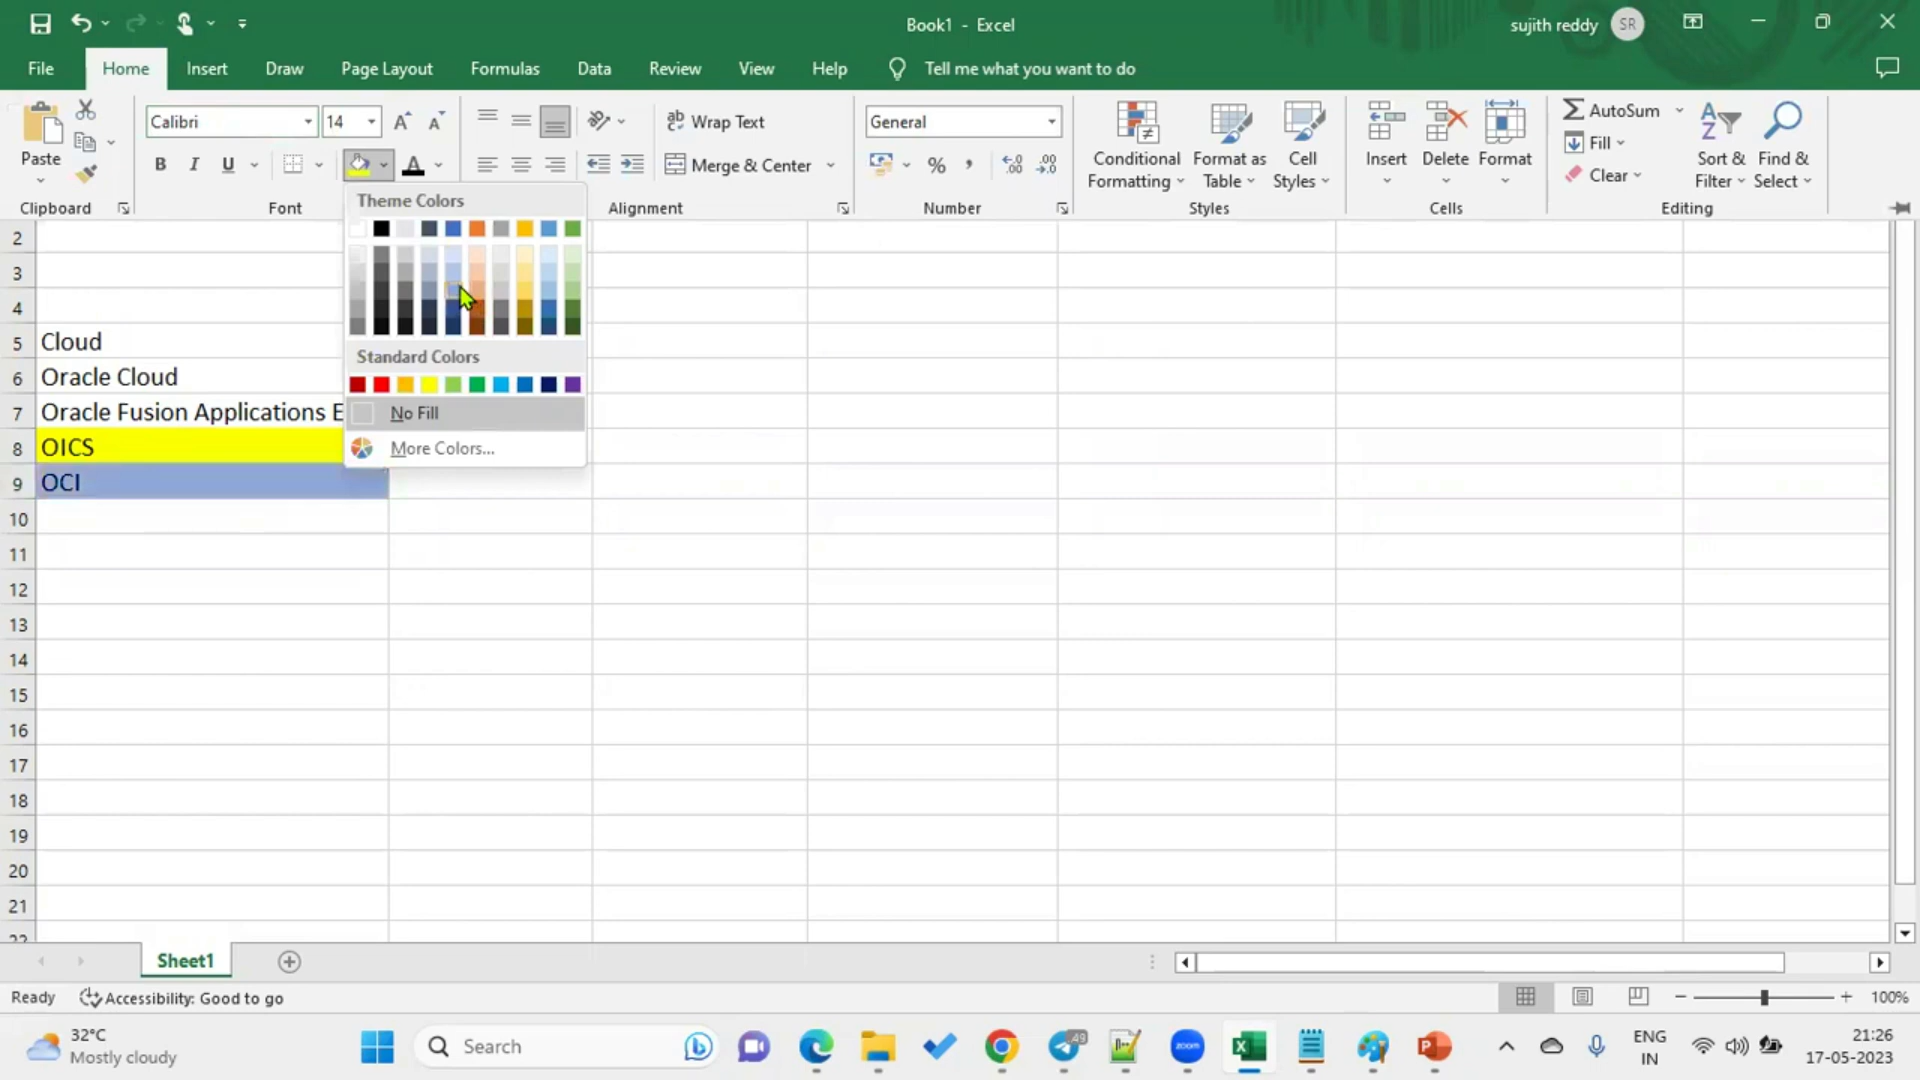 Book1 - Excel
sujith reddy SR
File Home Insert Draw Page Layout Formulas Data Review View Help Tell me what you want to do
Paste
Clipboard
Calibri 14
B I U A
Font
ab Wrap Text
Merge & Center
Alignment
General
% , .00
Number
Conditional Formatting
Format as Table
Cell Styles
Styles
Insert Delete Format
Cells
AutoSum
Fill
Clear
Sort & Filter
Find & Select
Editing
Theme Colors
Standard Colors
No Fill
More Colors...
2
3
4
5 Cloud
6 Oracle Cloud
7 Oracle Fusion Applications E
8 OICS
9 OCI
10
11
12
13
14
15
16
17
18
19
20
21
22
Sheet1
Ready Accessibility: Good to go 100%
32°C
Mostly cloudy
Search
49
zoom
ENG
IN
21:26
17-05-2023